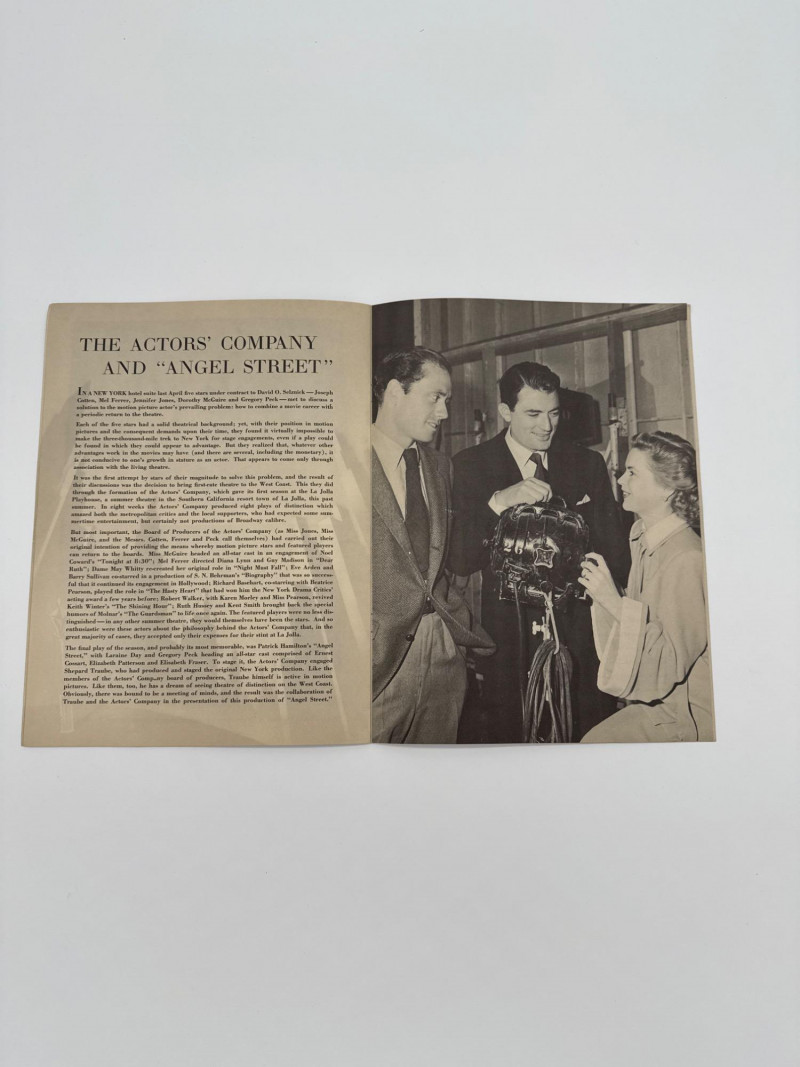 THE ACTORS' COMPANY
AND "ANGEL STREET"
IN A NEW YORK hotel suite last April five stars under contract to David O. Selznick — Joseph
Cotten, Mel Ferrer, Jennifer Jones, Dorothy McGuire and Gregory Peck — met to discuss a
solution to the motion picture actor's prevailing problem: how to combine a movie career with
a periodic return to the theatre.
Each of the five stars had a solid theatrical background; yet, with their position in motion
pictures and the consequent demands upon their time, they found it virtually impossible to
make the three-thousand-mile trek to New York for stage engagements, even if a play could
be found in which they could appear to advantage. But they realized that, whatever other
advantages work in the movies may have (and there are several, including the monetary), it
is not conducive to one's growth in stature as an actor. That appears to come only through
association with the living theatre.
It was the first attempt by stars of their magnitude to solve this problem, and the result of
their discussions was the decision to bring first-rate theatre to the West Coast. This they did
through the formation of the Actors' Company, which gave its first season at the La Jolla
Playhouse, a summer theatre in the Southern California resort town of La Jolla, this past
summer. In eight weeks the Actors' Company produced eight plays of distinction which
amazed both the metropolitan critics and the local supporters, who had expected some sum-
mertime entertainment, but certainly not productions of Broadway calibre.
But most important, the Board of Producers of the Actors' Company (as Miss Jones, Miss
McGuire, and the Messrs. Cotten, Ferrer and Peck call themselves) had carried out their
original intention of providing the means whereby motion picture stars and featured players
can return to the boards. Miss McGuire headed an all-star cast in an engagement of Noel
Coward's "Tonight at 8:30"; Mel Ferrer directed Diana Lynn and Guy Madison in "Dear
Ruth"; Dame May Whitty re-created her original role in "Night Must Fall"; Eve Arden and
Barry Sullivan co-starred in a production of S. N. Behrman's "Biography" that was so success-
ful that it continued its engagement in Hollywood; Richard Basehart, co-starring with Beatrice
Pearson, played the role in "The Hasty Heart" that had won him the New York Drama Critics'
acting award a few years before; Robert Walker, with Karen Morley and Miss Pearson, revived
Keith Winter's "The Shining Hour"; Ruth Hussey and Kent Smith brought back the special
humors of Molnar's "The Guardsman" to life once again. The featured players were no less dis-
tinguished — in any other summer theatre, they would themselves have been the stars. And so
enthusiastic were these actors about the philosophy behind the Actors' Company that, in the
great majority of cases, they accepted only their expenses for their stint at La Jolla.
The final play of the season, and probably its most memorable, was Patrick Hamilton's "Angel
Street," with Laraine Day and Gregory Peck heading an all-star cast comprised of Ernest
Cossart, Elizabeth Patterson and Elisabeth Fraser. To stage it, the Actors' Company engaged
Shepard Traube, who had produced and staged the original New York production. Like the
members of the Actors' Company board of producers, Traube himself is active in motion
pictures. Like them, too, he has a dream of seeing theatre of distinction on the West Coast.
Obviously, there was bound to be a meeting of minds, and the result was the collaboration of
Traube and the Actors' Company in the presentation of this production of "Angel Street."